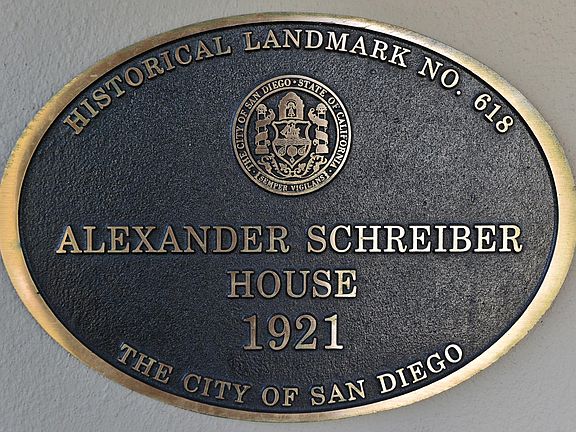 HISTORICAL LANDMARK NO. 618
THE CITY OF SAN DIEGO • STATE OF CALIFORNIA •
SEMPER VIGILANS
ALEXANDER SCHREIBER
HOUSE
1921
THE CITY OF SAN DIEGO